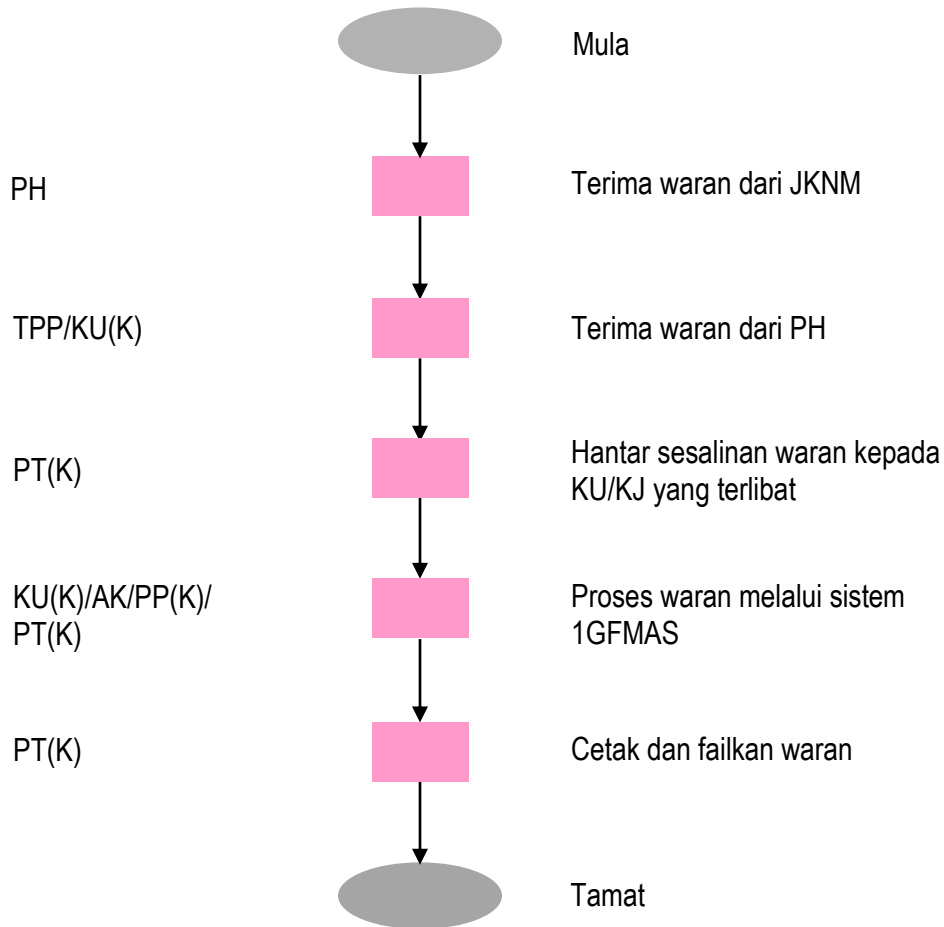 Mula
PH
Terima waran dari JKNM
TPP/KU(K)
Terima waran dari PH
PT(K)
Hantar sesalinan waran kepada
KU/KJ yang terlibat
KU(K)/AK/PP(K)/
PT(K)
Proses waran melalui sistem
1GFMAS
PT(K)
Cetak dan failkan waran
Tamat